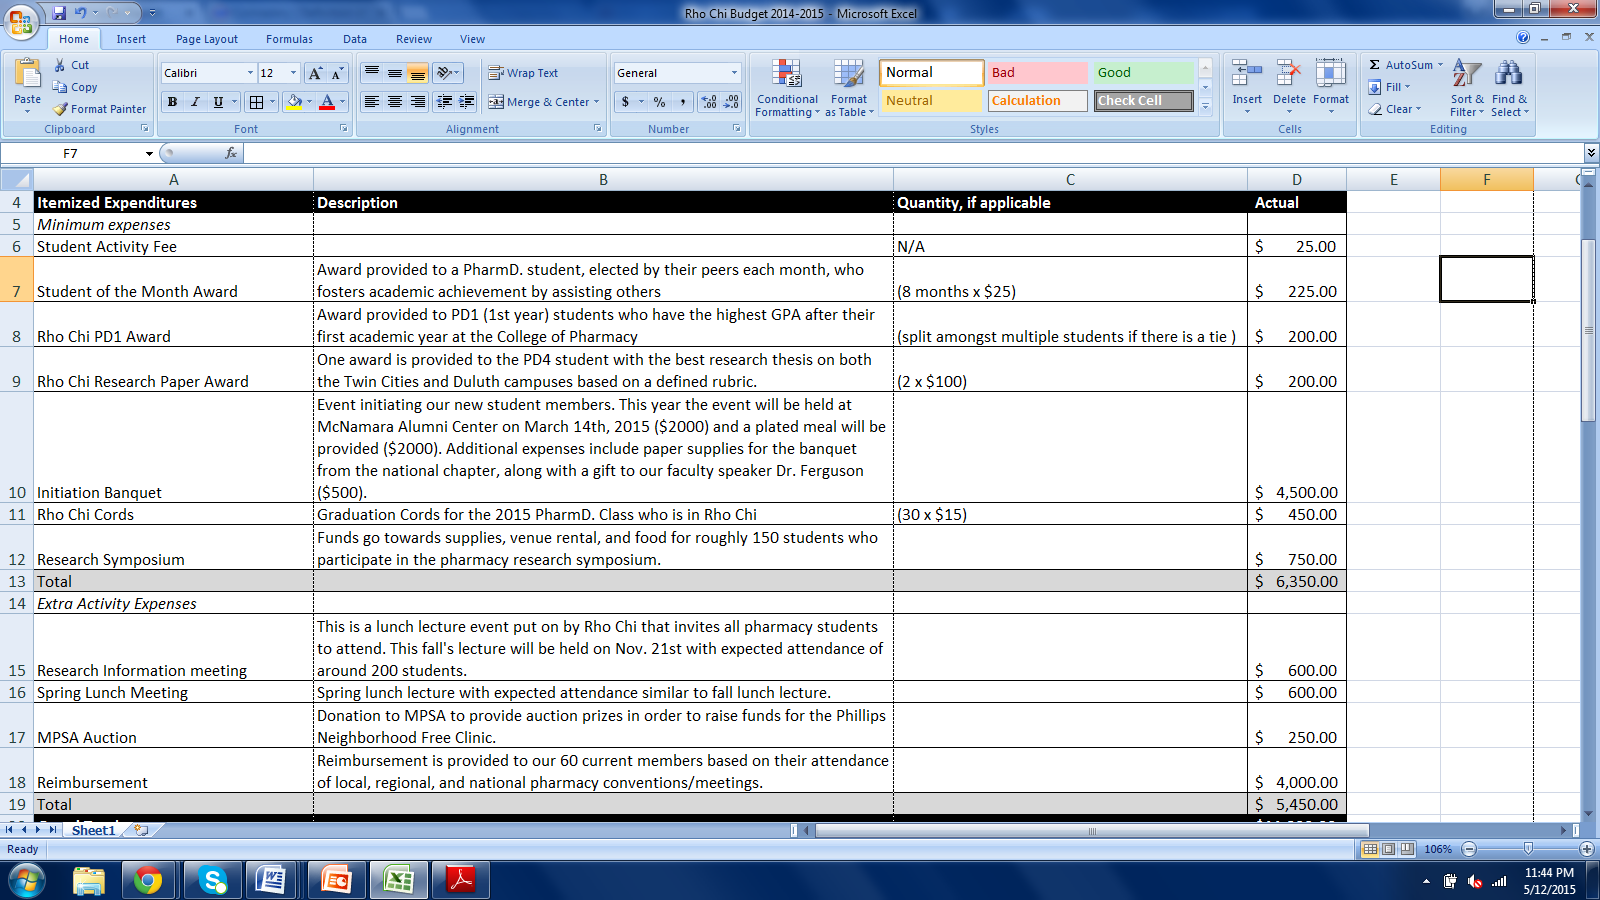 Rho Chi Budget 2014-2015 - Microsoft Excel
Home Insert Page Layout Formulas Data Review View
Paste
Cut
Copy
Format Painter
Clipboard
Calibri 12
B I U
Font
Wrap Text
Merge & Center
Alignment
General
$ % ,
Number
Conditional Formatting
Format as Table
Normal Bad Good
Neutral Calculation Check Cell
Styles
Insert Delete Format
Cells
Σ AutoSum
Fill
Clear
Sort & Filter
Find & Select
Editing
F7 fx
A B C D E F
4 Itemized Expenditures Description Quantity, if applicable Actual
5 Minimum expenses
6 Student Activity Fee N/A $ 25.00
Award provided to a PharmD. student, elected by their peers each month, who
7 Student of the Month Award fosters academic achievement by assisting others (8 months x $25) $ 225.00
Award provided to PD1 (1st year) students who have the highest GPA after their
8 Rho Chi PD1 Award first academic year at the College of Pharmacy (split amongst multiple students if there is a tie ) $ 200.00
One award is provided to the PD4 student with the best research thesis on both
9 Rho Chi Research Paper Award the Twin Cities and Duluth campuses based on a defined rubric. (2 x $100) $ 200.00
Event initiating our new student members. This year the event will be held at
McNamara Alumni Center on March 14th, 2015 ($2000) and a plated meal will be
provided ($2000). Additional expenses include paper supplies for the banquet
from the national chapter, along with a gift to our faculty speaker Dr. Ferguson
10 Initiation Banquet ($500). $ 4,500.00
11 Rho Chi Cords Graduation Cords for the 2015 PharmD. Class who is in Rho Chi (30 x $15) $ 450.00
Funds go towards supplies, venue rental, and food for roughly 150 students who
12 Research Symposium participate in the pharmacy research symposium. $ 750.00
13 Total $ 6,350.00
14 Extra Activity Expenses
This is a lunch lecture event put on by Rho Chi that invites all pharmacy students
to attend. This fall's lecture will be held on Nov. 21st with expected attendance of
15 Research Information meeting around 200 students. $ 600.00
16 Spring Lunch Meeting Spring lunch lecture with expected attendance similar to fall lunch lecture. $ 600.00
Donation to MPSA to provide auction prizes in order to raise funds for the Phillips
17 MPSA Auction Neighborhood Free Clinic. $ 250.00
Reimbursement is provided to our 60 current members based on their attendance
18 Reimbursement of local, regional, and national pharmacy conventions/meetings. $ 4,000.00
19 Total $ 5,450.00
Sheet1
Ready 106%
11:44 PM
5/12/2015